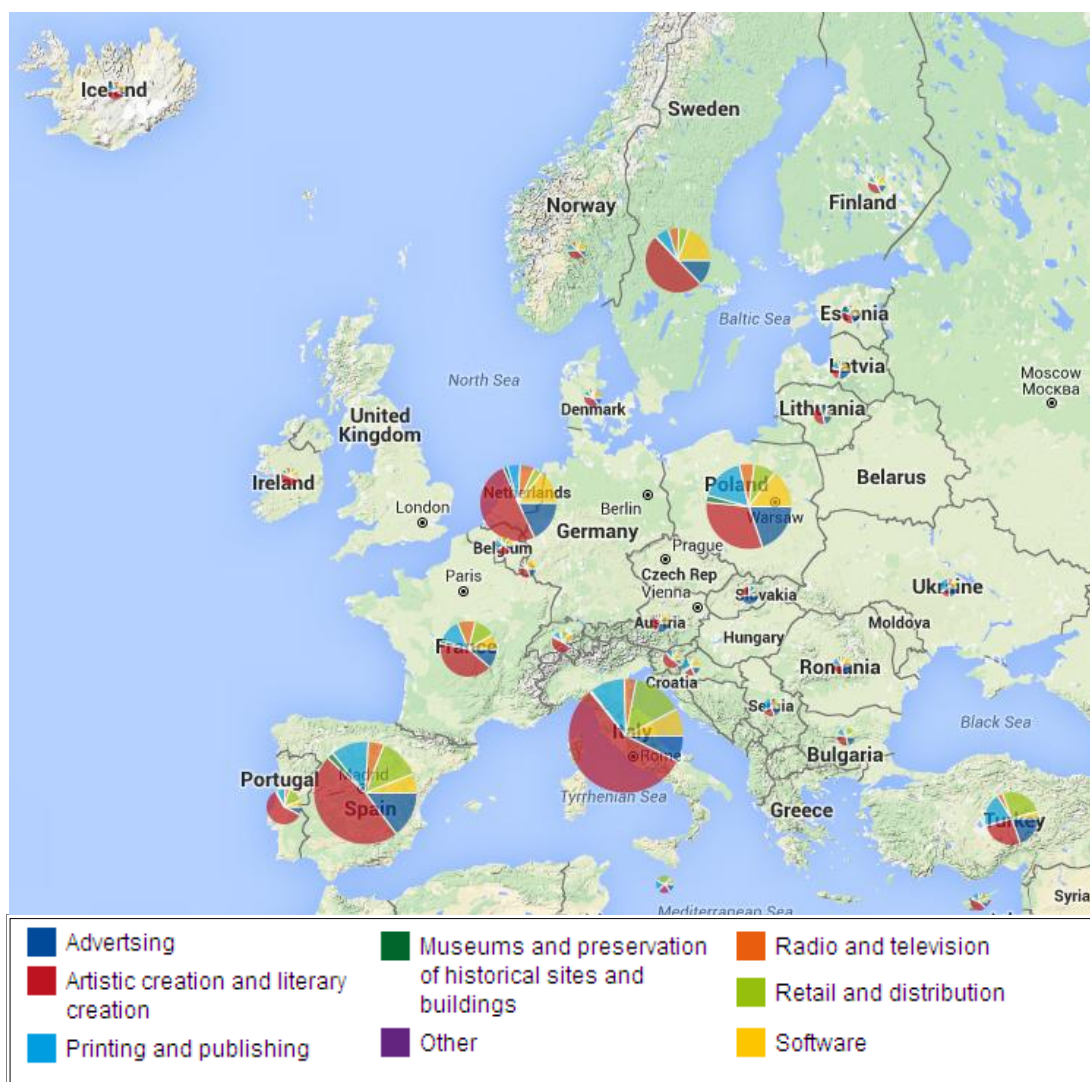 Iceland
Sweden
Finland
Norway
Estonia
Baltic Sea
Latvia
Moscow
Москва
North Sea
Denmark
Lithuania
United
Kingdom
Ireland
Netherlands
Poland
Belarus
London
Berlin
Warsaw
Germany
Belgium
Prague
Paris
Czech Rep
Ukraine
Vienna
Slovakia
Austria
Moldova
France
Hungary
Romania
Croatia
Serbia
Black Sea
Italy
Bulgaria
Rome
Portugal
Madrid
Tyrrhenian Sea
Spain
Greece
Turkey
Syria
Mediterranean Sea
Advertsing
Artistic creation and literary
creation
Printing and publishing
Museums and preservation
of historical sites and
buildings
Other
Radio and television
Retail and distribution
Software